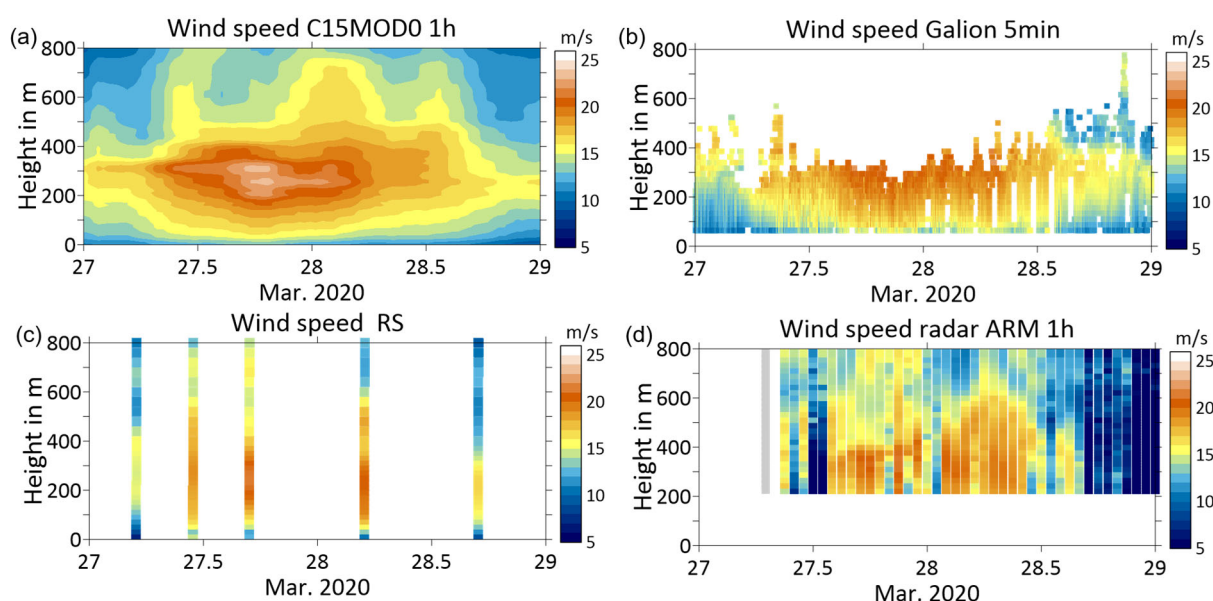 (a) Wind speed C15MOD0 1h
m/s
800
600
400
200
0
Height in m
25
20
15
10
5
27 27.5 28 28.5 29
Mar. 2020
(b) Wind speed Galion 5min
m/s
800
600
400
200
0
Height in m
25
20
15
10
5
27 27.5 28 28.5 29
Mar. 2020
(c) Wind speed RS
m/s
800
600
400
200
0
Height in m
25
20
15
10
5
27 27.5 28 28.5 29
Mar. 2020
(d) Wind speed radar ARM 1h
m/s
800
600
400
200
0
Height in m
25
20
15
10
5
27 27.5 28 28.5 29
Mar. 2020